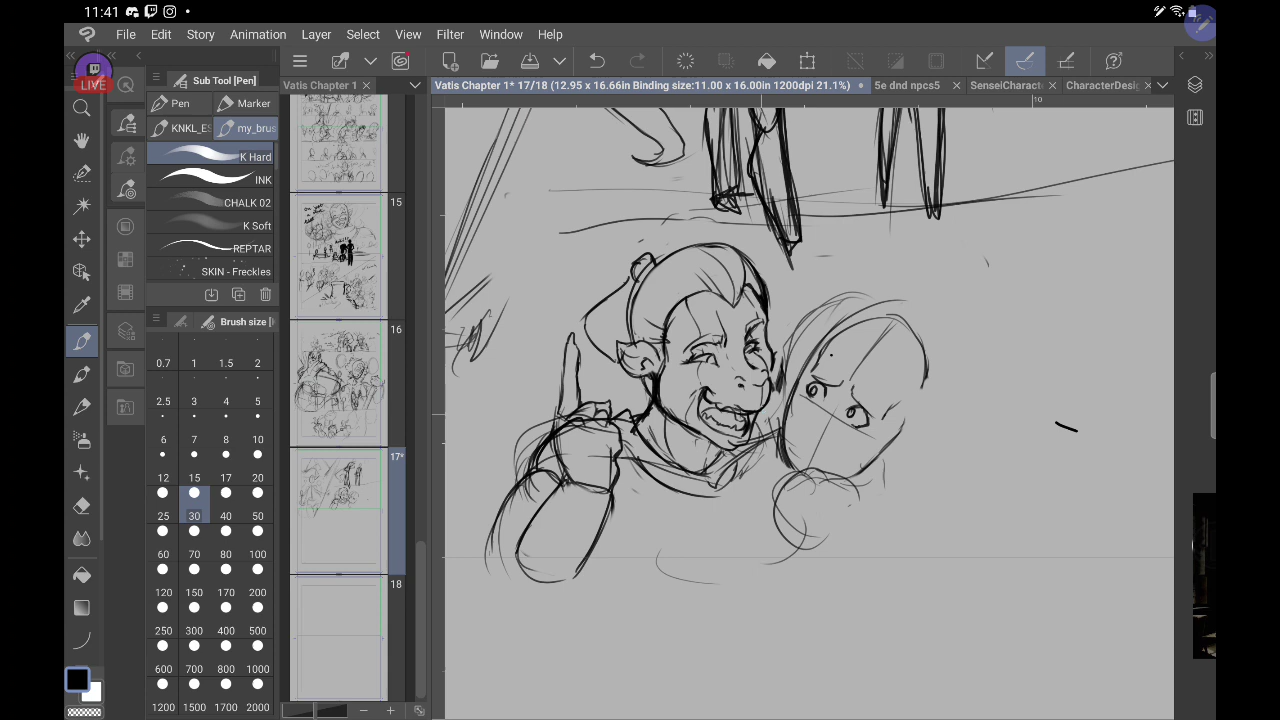 11:41
File Edit Story Animation Layer Select View Filter Window Help
LIVE
Sub Tool [Pen]
Pen Marker
KNKL_ES my_brus
K Hard
INK
CHALK 02
K Soft
REPTAR
SKIN - Freckles
Brush size [
0.7 1 1.5 2
2.5 3 4 5
6 7 8 10
12 15 17 20
25 30 40 50
60 70 80 100
120 150 170 200
250 300 400 500
600 700 800 1000
1200 1500 1700 2000
Vatis Chapter 1
15
16
17*
18
Vatis Chapter 1* 17/18 (12.95 x 16.66in Binding size:11.00 x 16.00in 1200dpi 21.1%)
5e dnd npcs5
SenselCharact
CharacterDesig
10